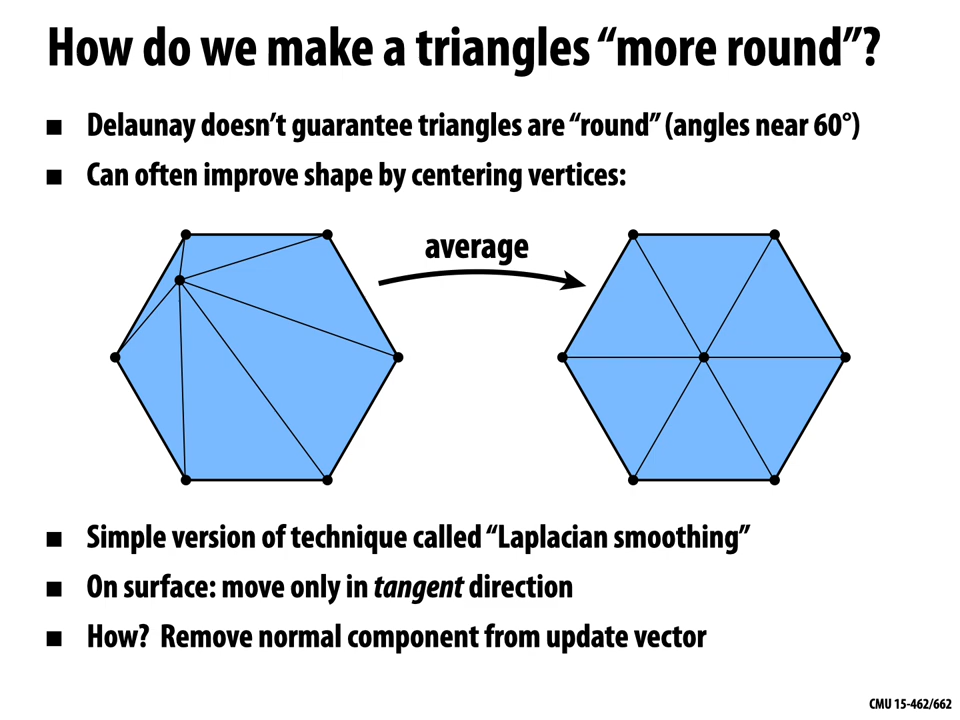 How do we make a triangles “more round”?
■ Delaunay doesn’t guarantee triangles are “round” (angles near 60°)
■ Can often improve shape by centering vertices:
average
■ Simple version of technique called “Laplacian smoothing”
■ On surface: move only in tangent direction
■ How?  Remove normal component from update vector
CMU 15-462/662